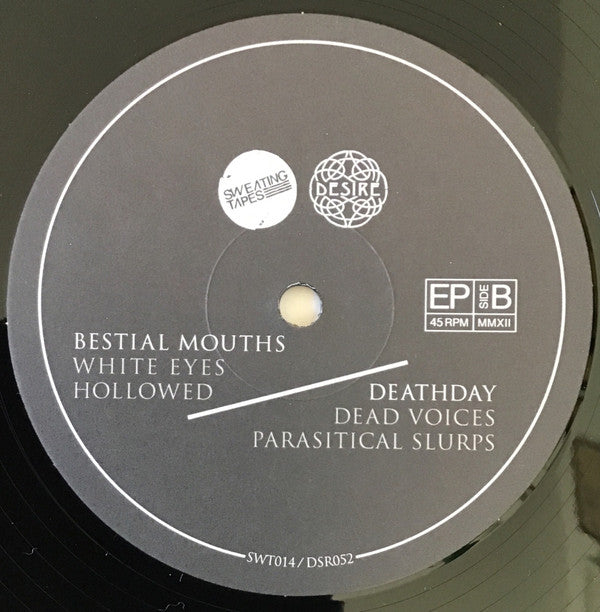 SWEATING
TAPES
DESIRE
EP SIDE B
45 RPM MMXII
BESTIAL MOUTHS
WHITE EYES
HOLLOWED
DEATHDAY
DEAD VOICES
PARASITICAL SLURPS
SWT014 / DSR052